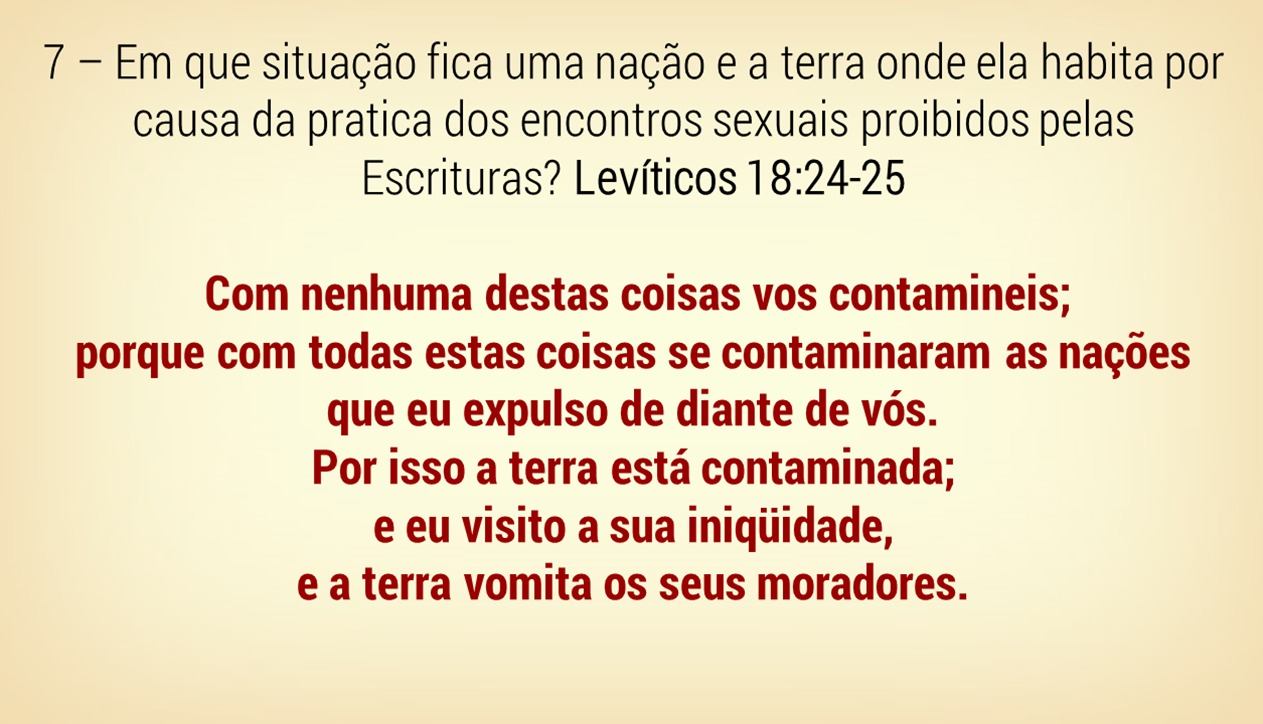 7 – Em que situação fica uma nação e a terra onde ela habita por
causa da pratica dos encontros sexuais proibidos pelas
Escrituras? Levíticos 18:24-25
Com nenhuma destas coisas vos contamineis;
porque com todas estas coisas se contaminaram as nações
que eu expulso de diante de vós.
Por isso a terra está contaminada;
e eu visito a sua iniqüidade,
e a terra vomita os seus moradores.